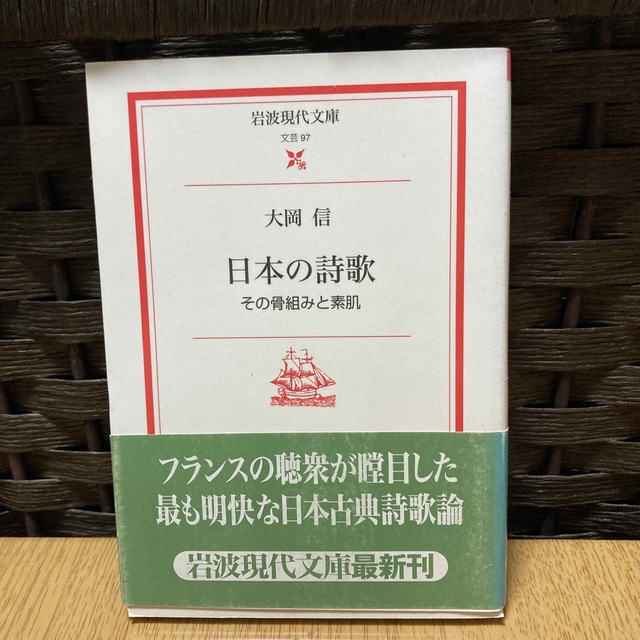 岩波現代文庫
文芸 97
大岡 信
日本の詩歌
その骨組みと素肌
フランスの聴衆が瞠目した
最も明快な日本古典詩歌論
岩波現代文庫最新刊